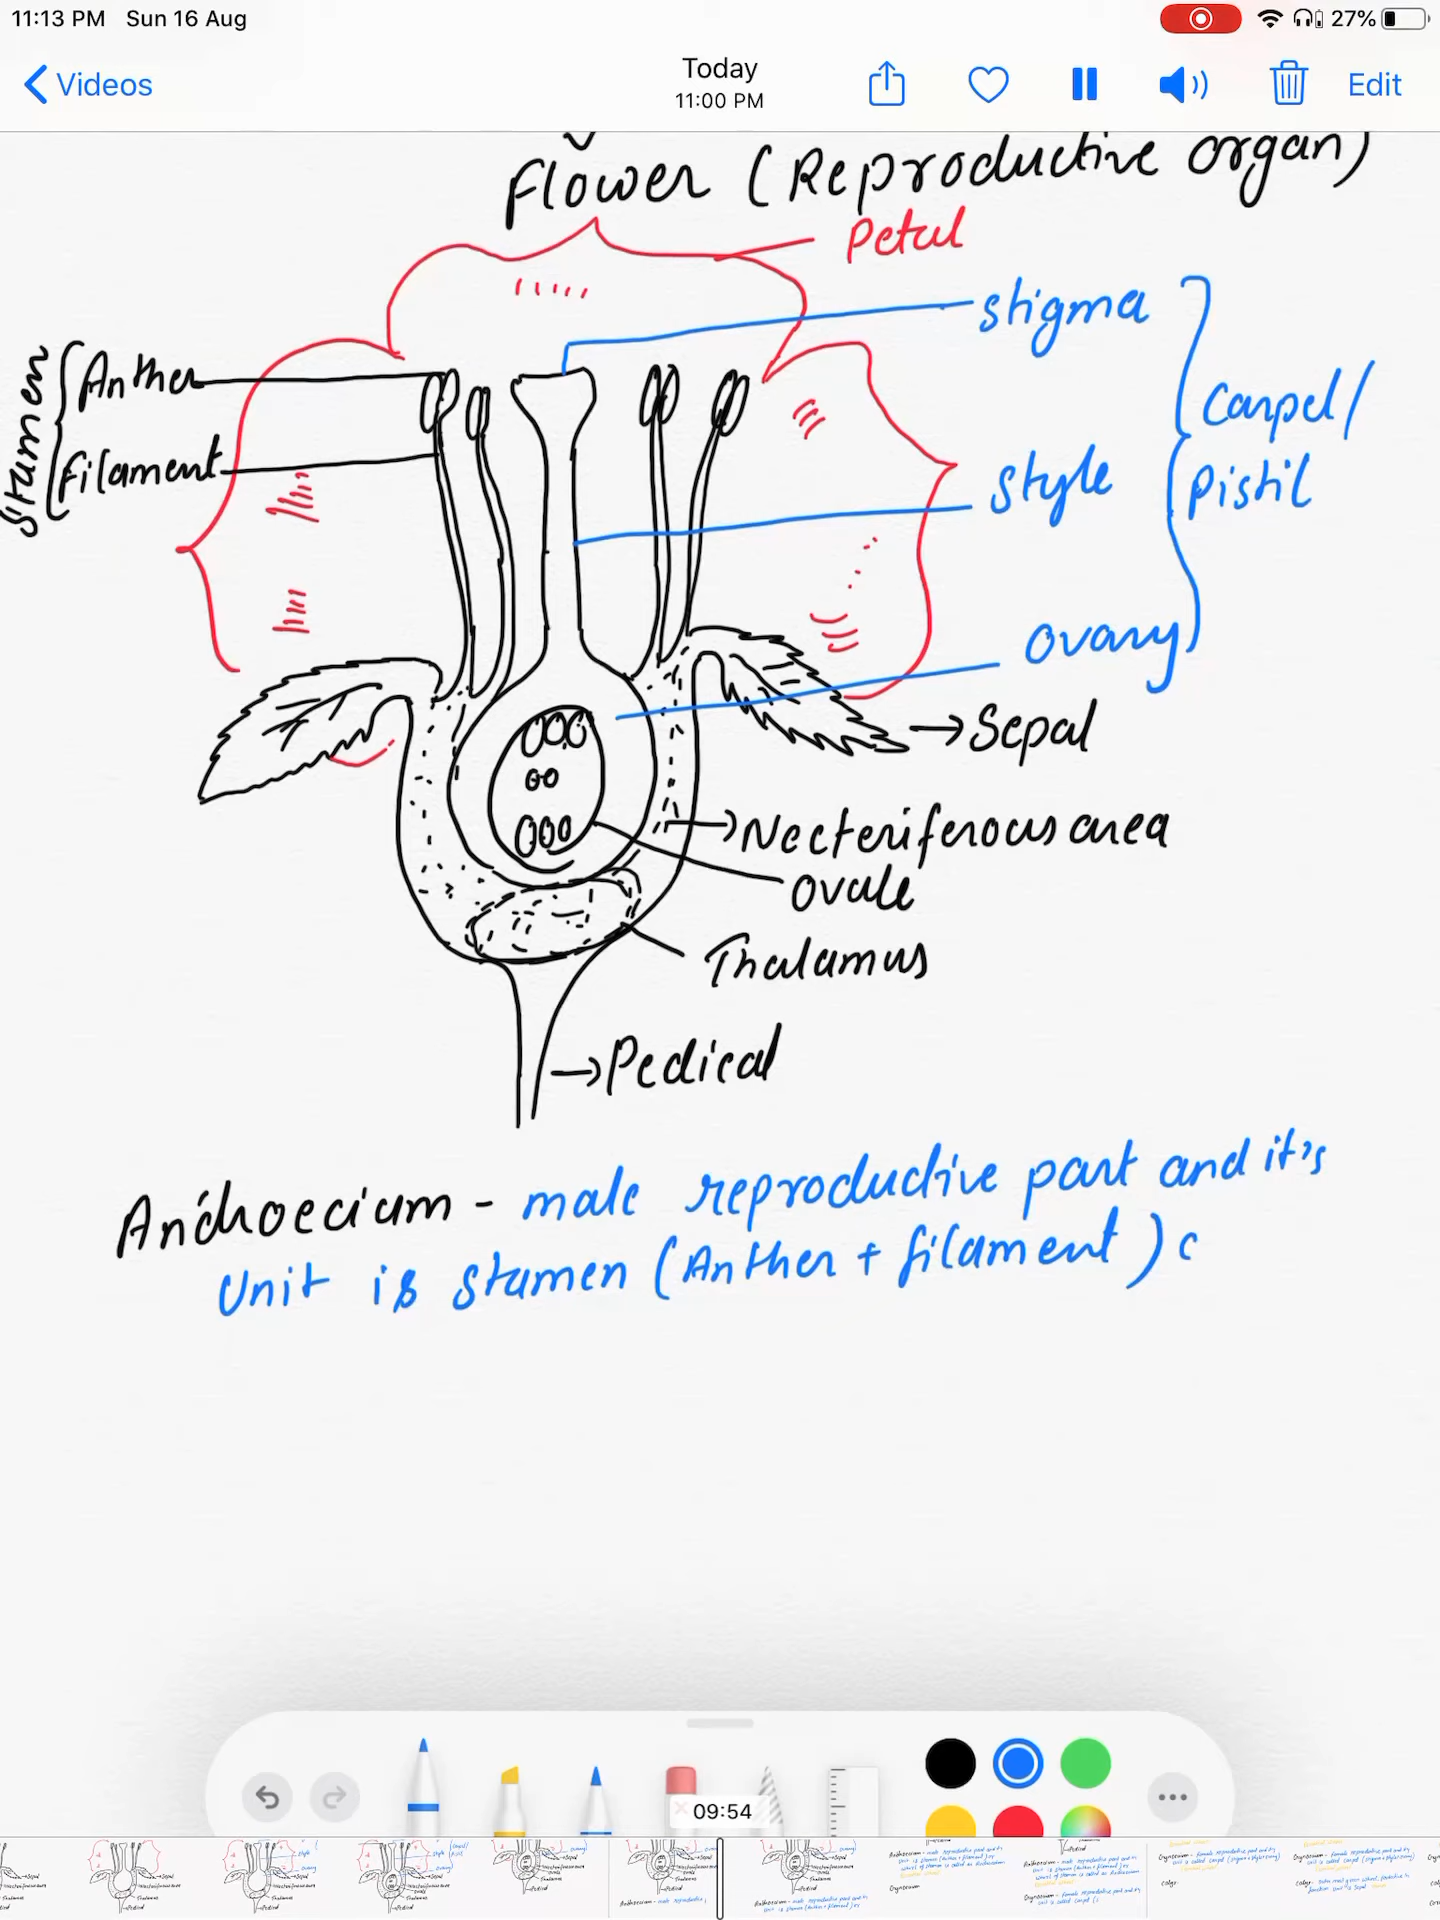 11:13 PM Sun 16 Aug
27%
Videos
Today
11:00 PM
Edit
Flower (Reproductive organ)
Petal
stigma
Stamen
Anther
filament
Carpel/
Pistil
style
ovary
Sepal
Necteriferous area
ovule
Thalamus
Pedical
Androecium - male reproductive part and it's
Unit is stamen (Anther + filament) c
09:54